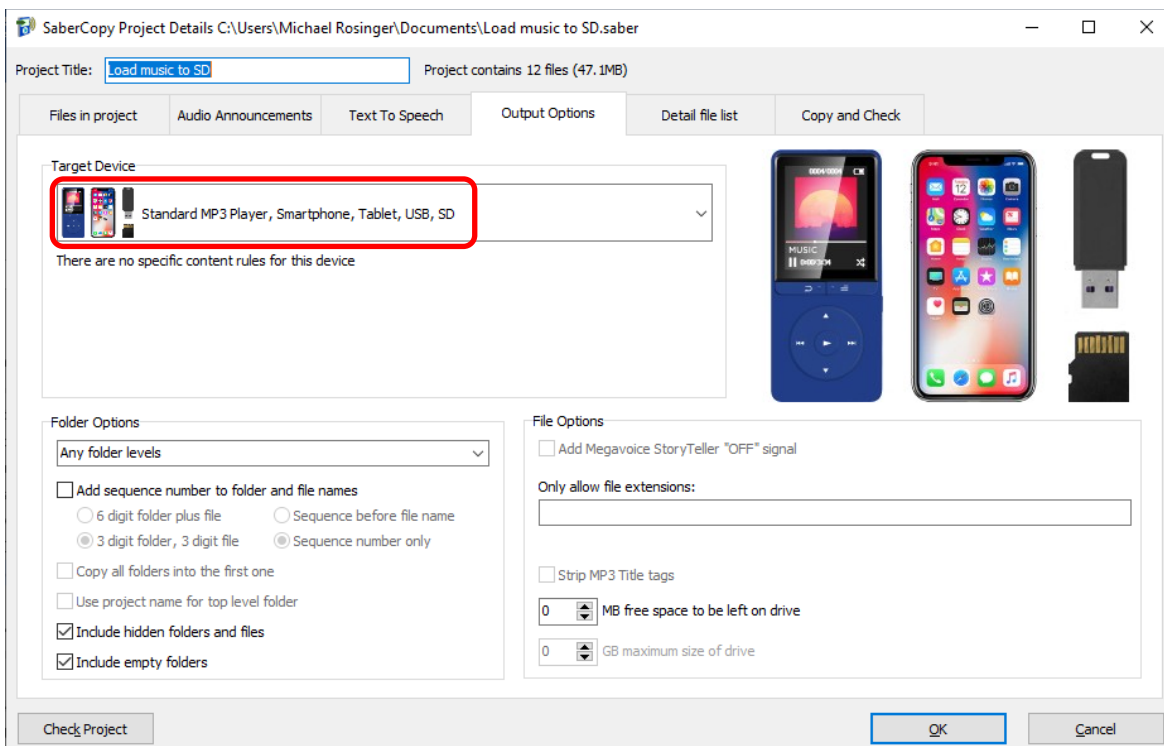 SaberCopy Project Details C:\Users\Michael Rosinger\Documents\Load music to SD.saber
Project Title: Load music to SD Project contains 12 files (47.1MB)
Files in project Audio Announcements Text To Speech Output Options Detail file list Copy and Check
Target Device
Standard MP3 Player, Smartphone, Tablet, USB, SD
There are no specific content rules for this device
0004/0004
MUSIC
12
Folder Options
Any folder levels
Add sequence number to folder and file names
6 digit folder plus file Sequence before file name
3 digit folder, 3 digit file Sequence number only
Copy all folders into the first one
Use project name for top level folder
Include hidden folders and files
Include empty folders
File Options
Add Megavoice StoryTeller "OFF" signal
Only allow file extensions:
Strip MP3 Title tags
0 MB free space to be left on drive
0 GB maximum size of drive
Check Project OK Cancel